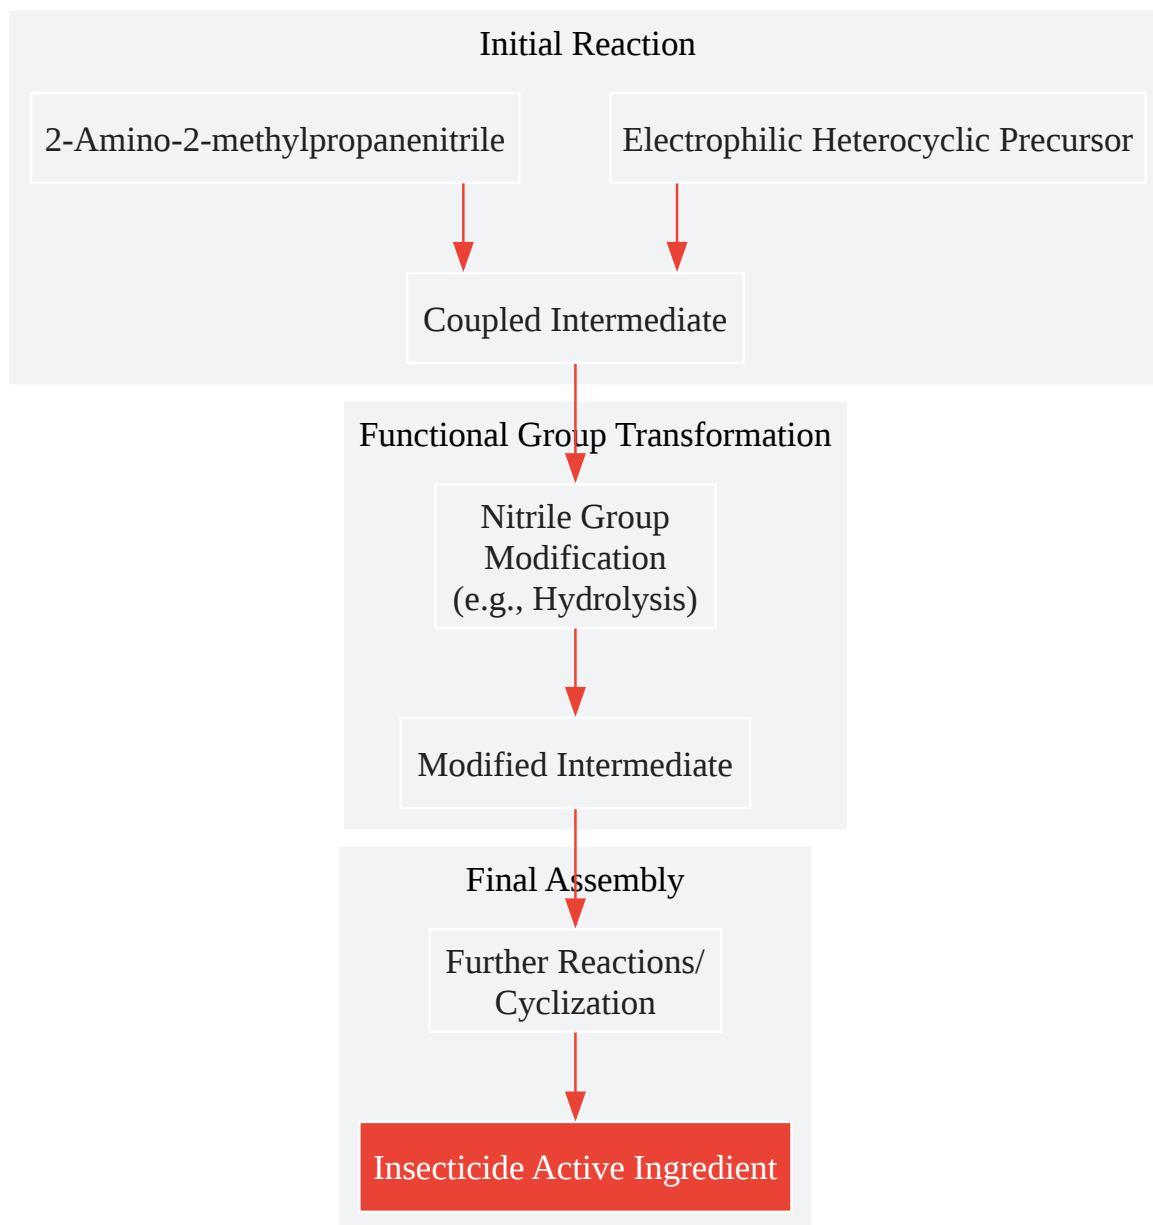 Initial Reaction
2-Amino-2-methylpropanenitrile
Electrophilic Heterocyclic Precursor
Coupled Intermediate
Functional Group Transformation
Nitrile Group
Modification
(e.g., Hydrolysis)
Modified Intermediate
Final Assembly
Further Reactions/
Cyclization
Insecticide Active Ingredient